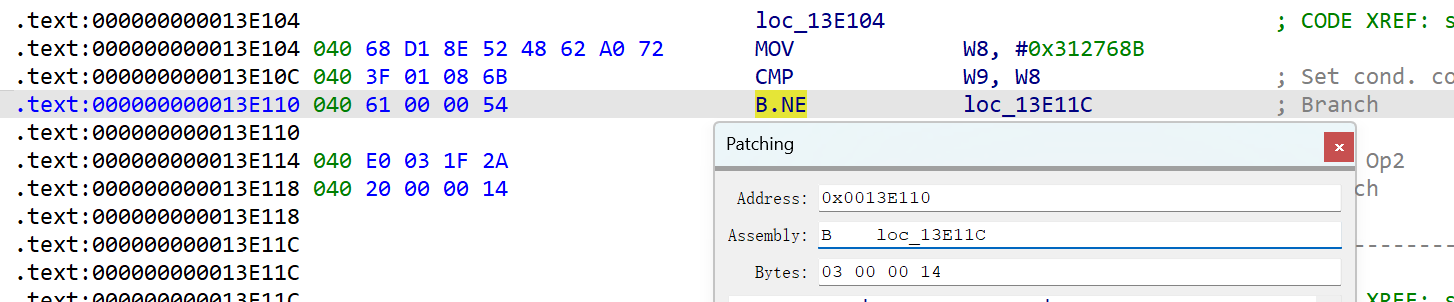 .text:000000000013E104 loc_13E104 ; CODE XREF: s
.text:000000000013E104 040 68 D1 8E 52 48 62 A0 72 MOV W8, #0x312768B
.text:000000000013E10C 040 3F 01 08 6B CMP W9, W8 ; Set cond. co
.text:000000000013E110 040 61 00 00 54 B.NE loc_13E11C ; Branch
.text:000000000013E110
Patching
x
.text:000000000013E114 040 E0 03 1F 2A Op2
.text:000000000013E118 040 20 00 00 14
Address: 0x0013E110
.text:000000000013E118
Assembly: B loc_13E11C
.text:000000000013E11C
.text:000000000013E11C
Bytes: 03 00 00 14
.text:000000000013E11C XREF: s